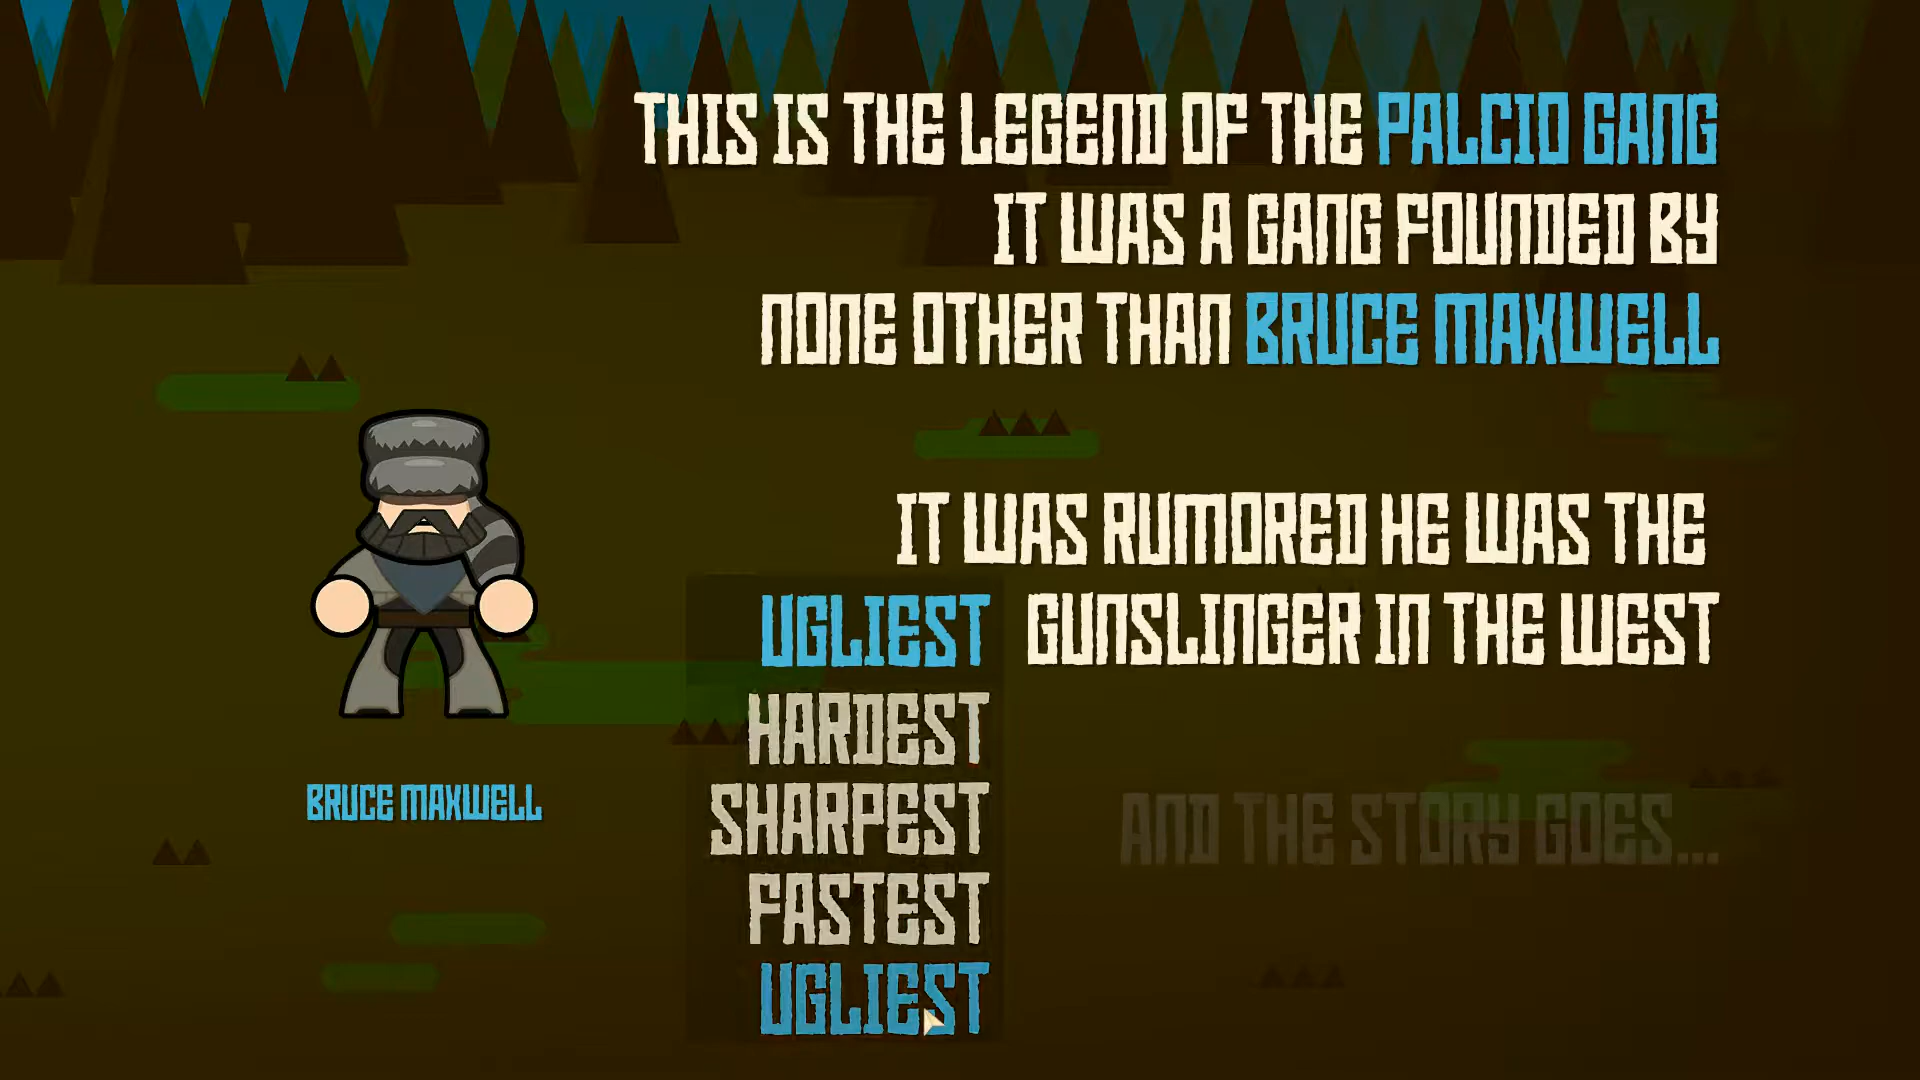 THIS IS THE LEGEND OF THE PALCIO GANG
IT WAS A GANG FOUNDED BY
NONE OTHER THAN BRUCE MAXWELL
IT WAS RUMORED HE WAS THE
UGLIEST GUNSLINGER IN THE WEST
HARDEST
SHARPEST
FASTEST
UGLIEST
BRUCE MAXWELL
AND THE STORY GOES...